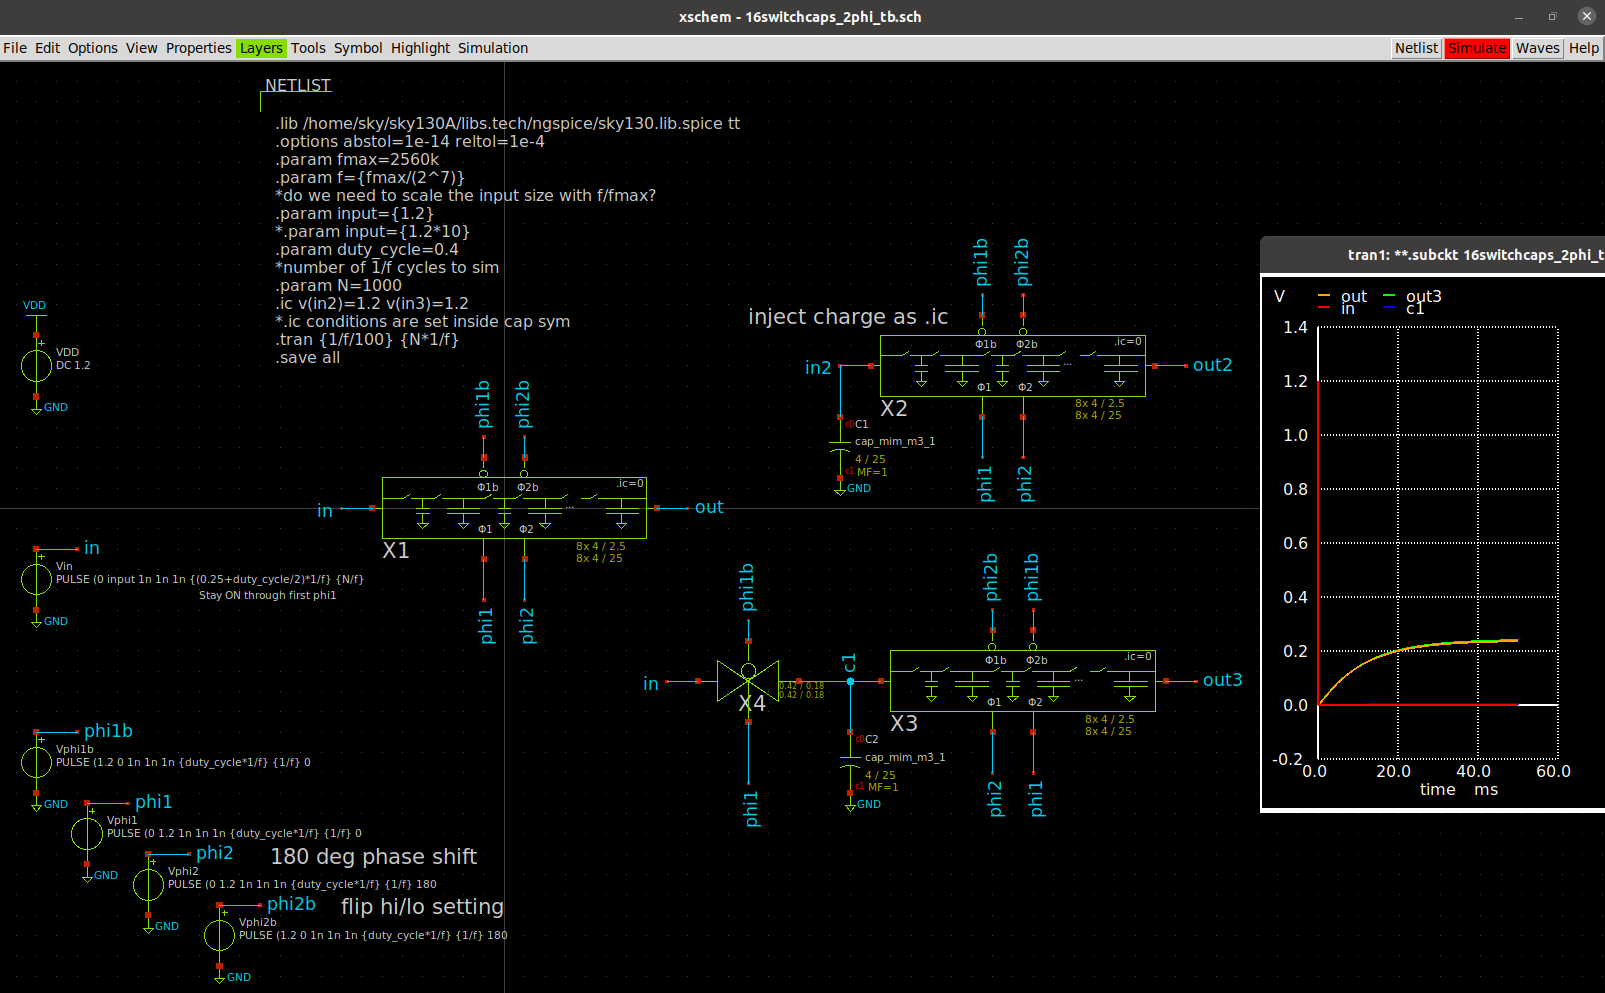 xschem - 16switchcaps_2phi_tb.sch
File Edit Options View Properties Layers Tools Symbol Highlight Simulation
Netlist Simulate Waves Help
NETLIST
.lib /home/sky/sky130A/libs.tech/ngspice/sky130.lib.spice tt
.options abstol=1e-14 reltol=1e-4
.param fmax=2560k
.param f={fmax/(2^7)}
*do we need to scale the input size with f/fmax?
.param input={1.2}
*.param input={1.2*10}
.param duty_cycle=0.4
*number of 1/f cycles to sim
.param N=1000
.ic v(in2)=1.2 v(in3)=1.2
*.ic conditions are set inside cap sym
.tran {1/f/100} {N*1/f}
.save all
VDD
VDD
DC 1.2
GND
phi1b
phi2b
.ic=0
Φ1b Φ2b
in
out
...
Φ1 Φ2
X1
8x 4 / 2.5
8x 4 / 25
phi1
phi2
inject charge as .ic
phi1b
phi2b
.ic=0
Φ1b Φ2b
in2
out2
...
Φ1 Φ2
X2
8x 4 / 2.5
8x 4 / 25
c0 C1
cap_mim_m3_1
4 / 25
c1 MF=1
GND
phi1
phi2
in
Vin
PULSE (0 input 1n 1n 1n {(0.25+duty_cycle/2)*1/f} {N/f}
Stay ON through first phi1
GND
phi1b
in
0.42 / 0.18
0.42 / 0.18
X4
phi1
c1
phi2b
phi1b
.ic=0
Φ1b Φ2b
out3
...
Φ1 Φ2
X3
8x 4 / 2.5
8x 4 / 25
c0 C2
cap_mim_m3_1
4 / 25
c1 MF=1
GND
phi2
phi1
phi1b
Vphi1b
PULSE (1.2 0 1n 1n 1n {duty_cycle*1/f} {1/f} 0
GND
phi1
Vphi1
PULSE (0 1.2 1n 1n 1n {duty_cycle*1/f} {1/f} 0
GND
phi2
180 deg phase shift
Vphi2
PULSE (0 1.2 1n 1n 1n {duty_cycle*1/f} {1/f} 180
GND
phi2b
flip hi/lo setting
Vphi2b
PULSE (1.2 0 1n 1n 1n {duty_cycle*1/f} {1/f} 180
GND
tran1: **.subckt 16switchcaps_2phi_t
V
out out3
in c1
1.4
1.2
1.0
0.8
0.6
0.4
0.2
0.0
-0.2
0.0 20.0 40.0 60.0
time ms